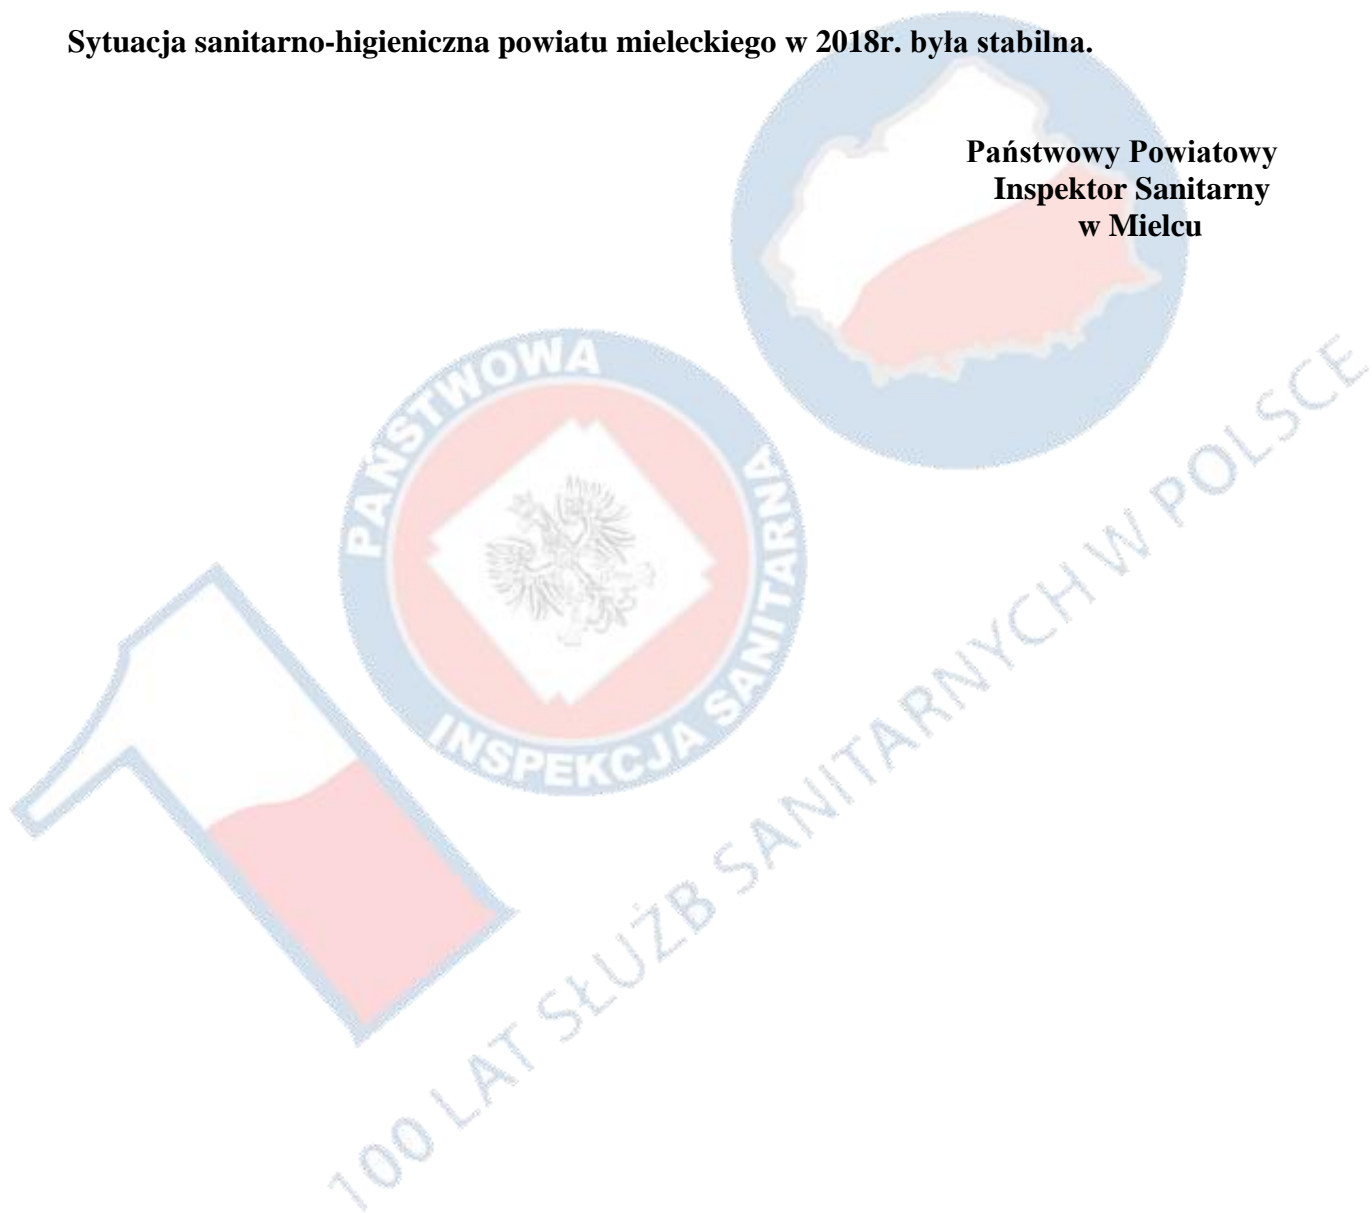 Sytuacja sanitarno-higieniczna powiatu mieleckiego w 2018r. była stabilna.
Państwowy Powiatowy
Inspektor Sanitarny
w Mielcu
PAŃSTWOWA
INSPEKCJA SANITARNA
100 LAT SŁUŻB SANITARNYCH W POLSCE